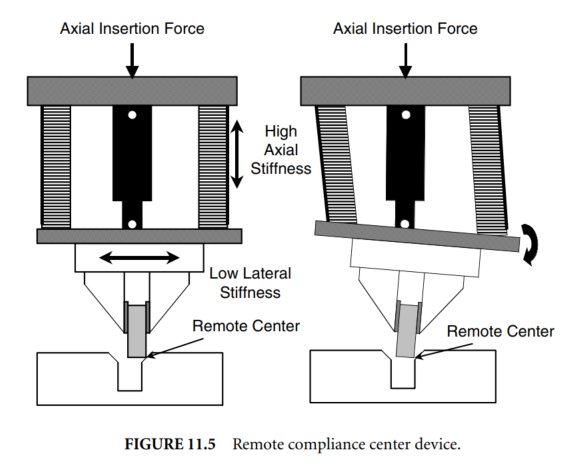 Axial Insertion Force
High
Axial
Stiffness
Low Lateral
Stiffness
Remote Center
Axial Insertion Force
Remote Center
FIGURE 11.5 Remote compliance center device.